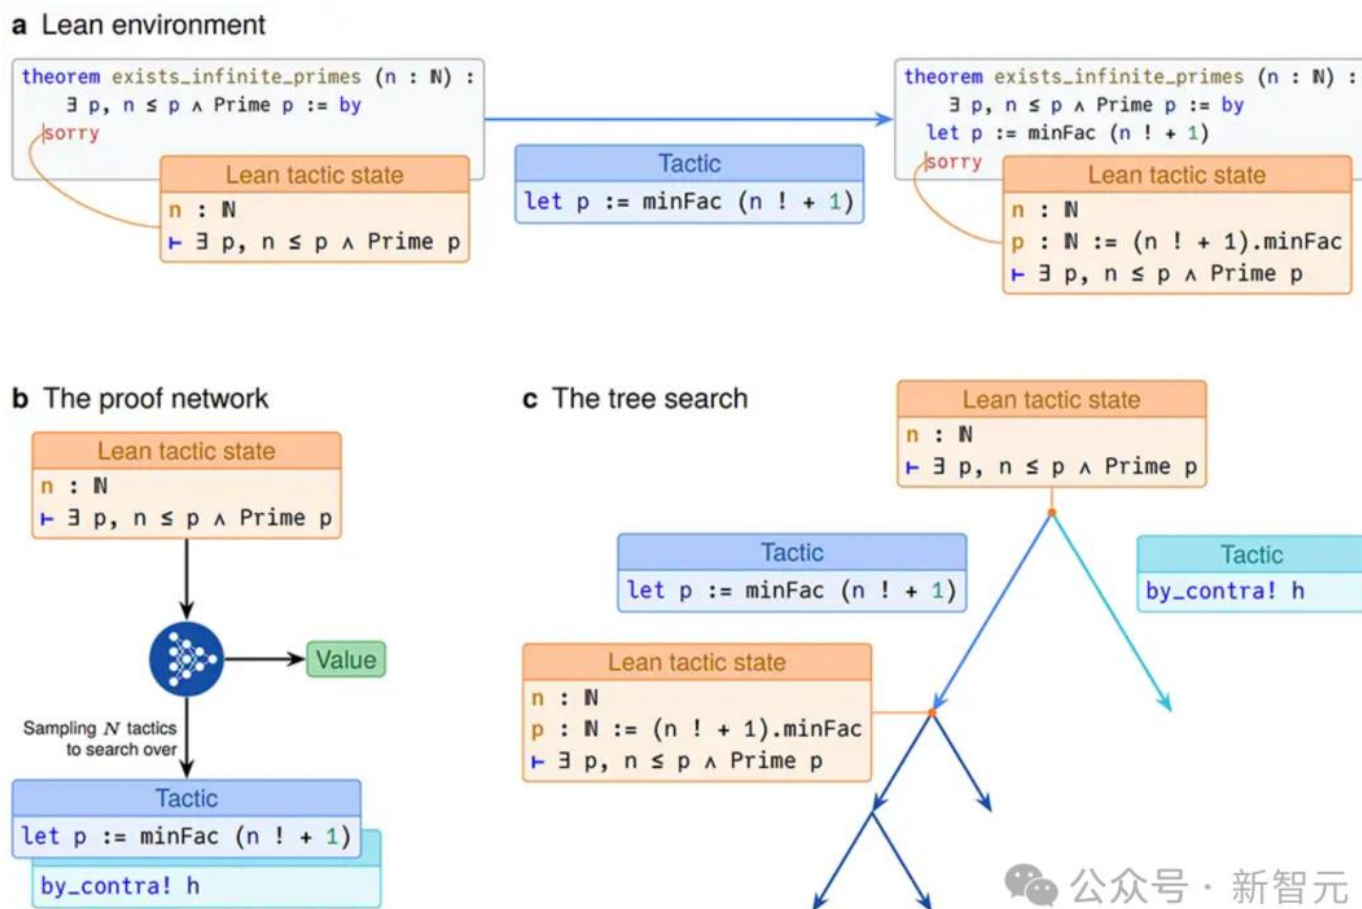 a Lean environment
theorem exists_infinite_primes (n : ℕ) :
∃ p, n ≤ p ∧ Prime p := by
sorry
Lean tactic state
n : ℕ
⊢ ∃ p, n ≤ p ∧ Prime p
Tactic
let p := minFac (n ! + 1)
theorem exists_infinite_primes (n : ℕ) :
∃ p, n ≤ p ∧ Prime p := by
let p := minFac (n ! + 1)
sorry
Lean tactic state
n : ℕ
p : ℕ := (n ! + 1).minFac
⊢ ∃ p, n ≤ p ∧ Prime p
b The proof network
Lean tactic state
n : ℕ
⊢ ∃ p, n ≤ p ∧ Prime p
Value
Sampling N tactics
to search over
Tactic
let p := minFac (n ! + 1)
by_contra! h
c The tree search
Lean tactic state
n : ℕ
⊢ ∃ p, n ≤ p ∧ Prime p
Tactic
let p := minFac (n ! + 1)
Tactic
by_contra! h
Lean tactic state
n : ℕ
p : ℕ := (n ! + 1).minFac
⊢ ∃ p, n ≤ p ∧ Prime p
公众号 · 新智元